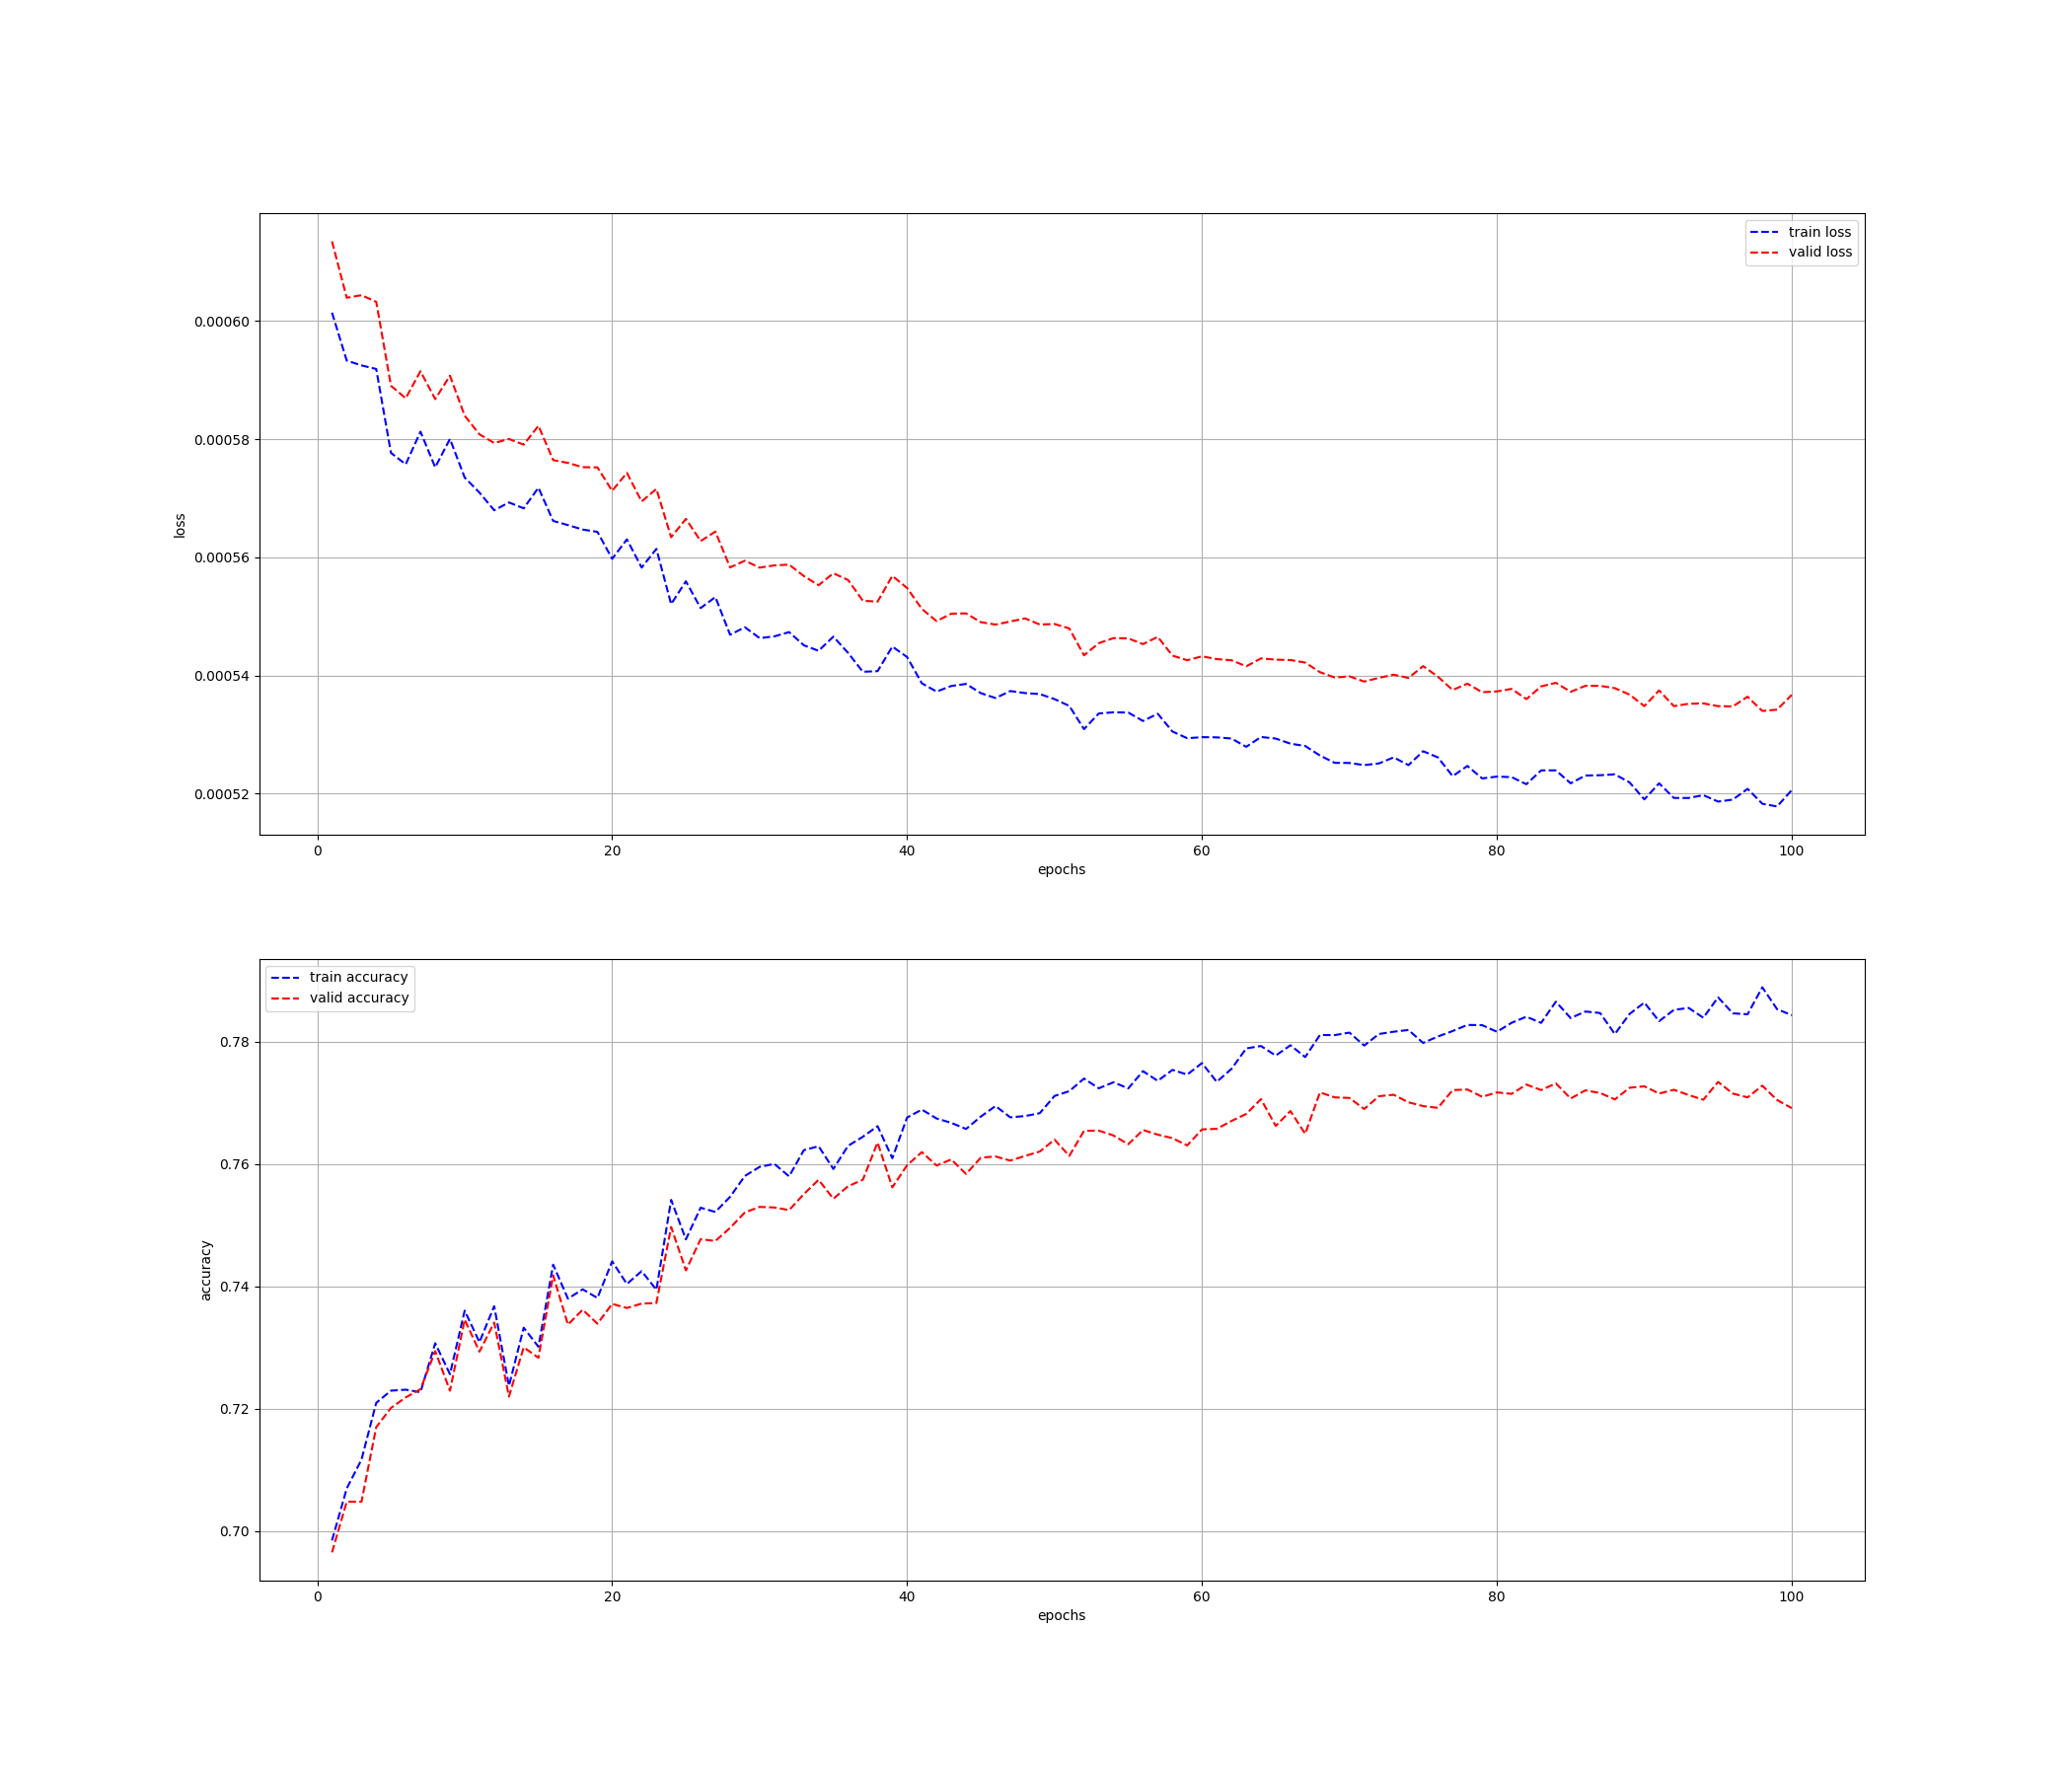 train loss
valid loss
0.00060
0.00058
0.00056
0.00054
0.00052
loss
0 20 40 60 80 100
epochs
train accuracy
valid accuracy
0.78
0.76
0.74
0.72
0.70
accuracy
0 20 40 60 80 100
epochs